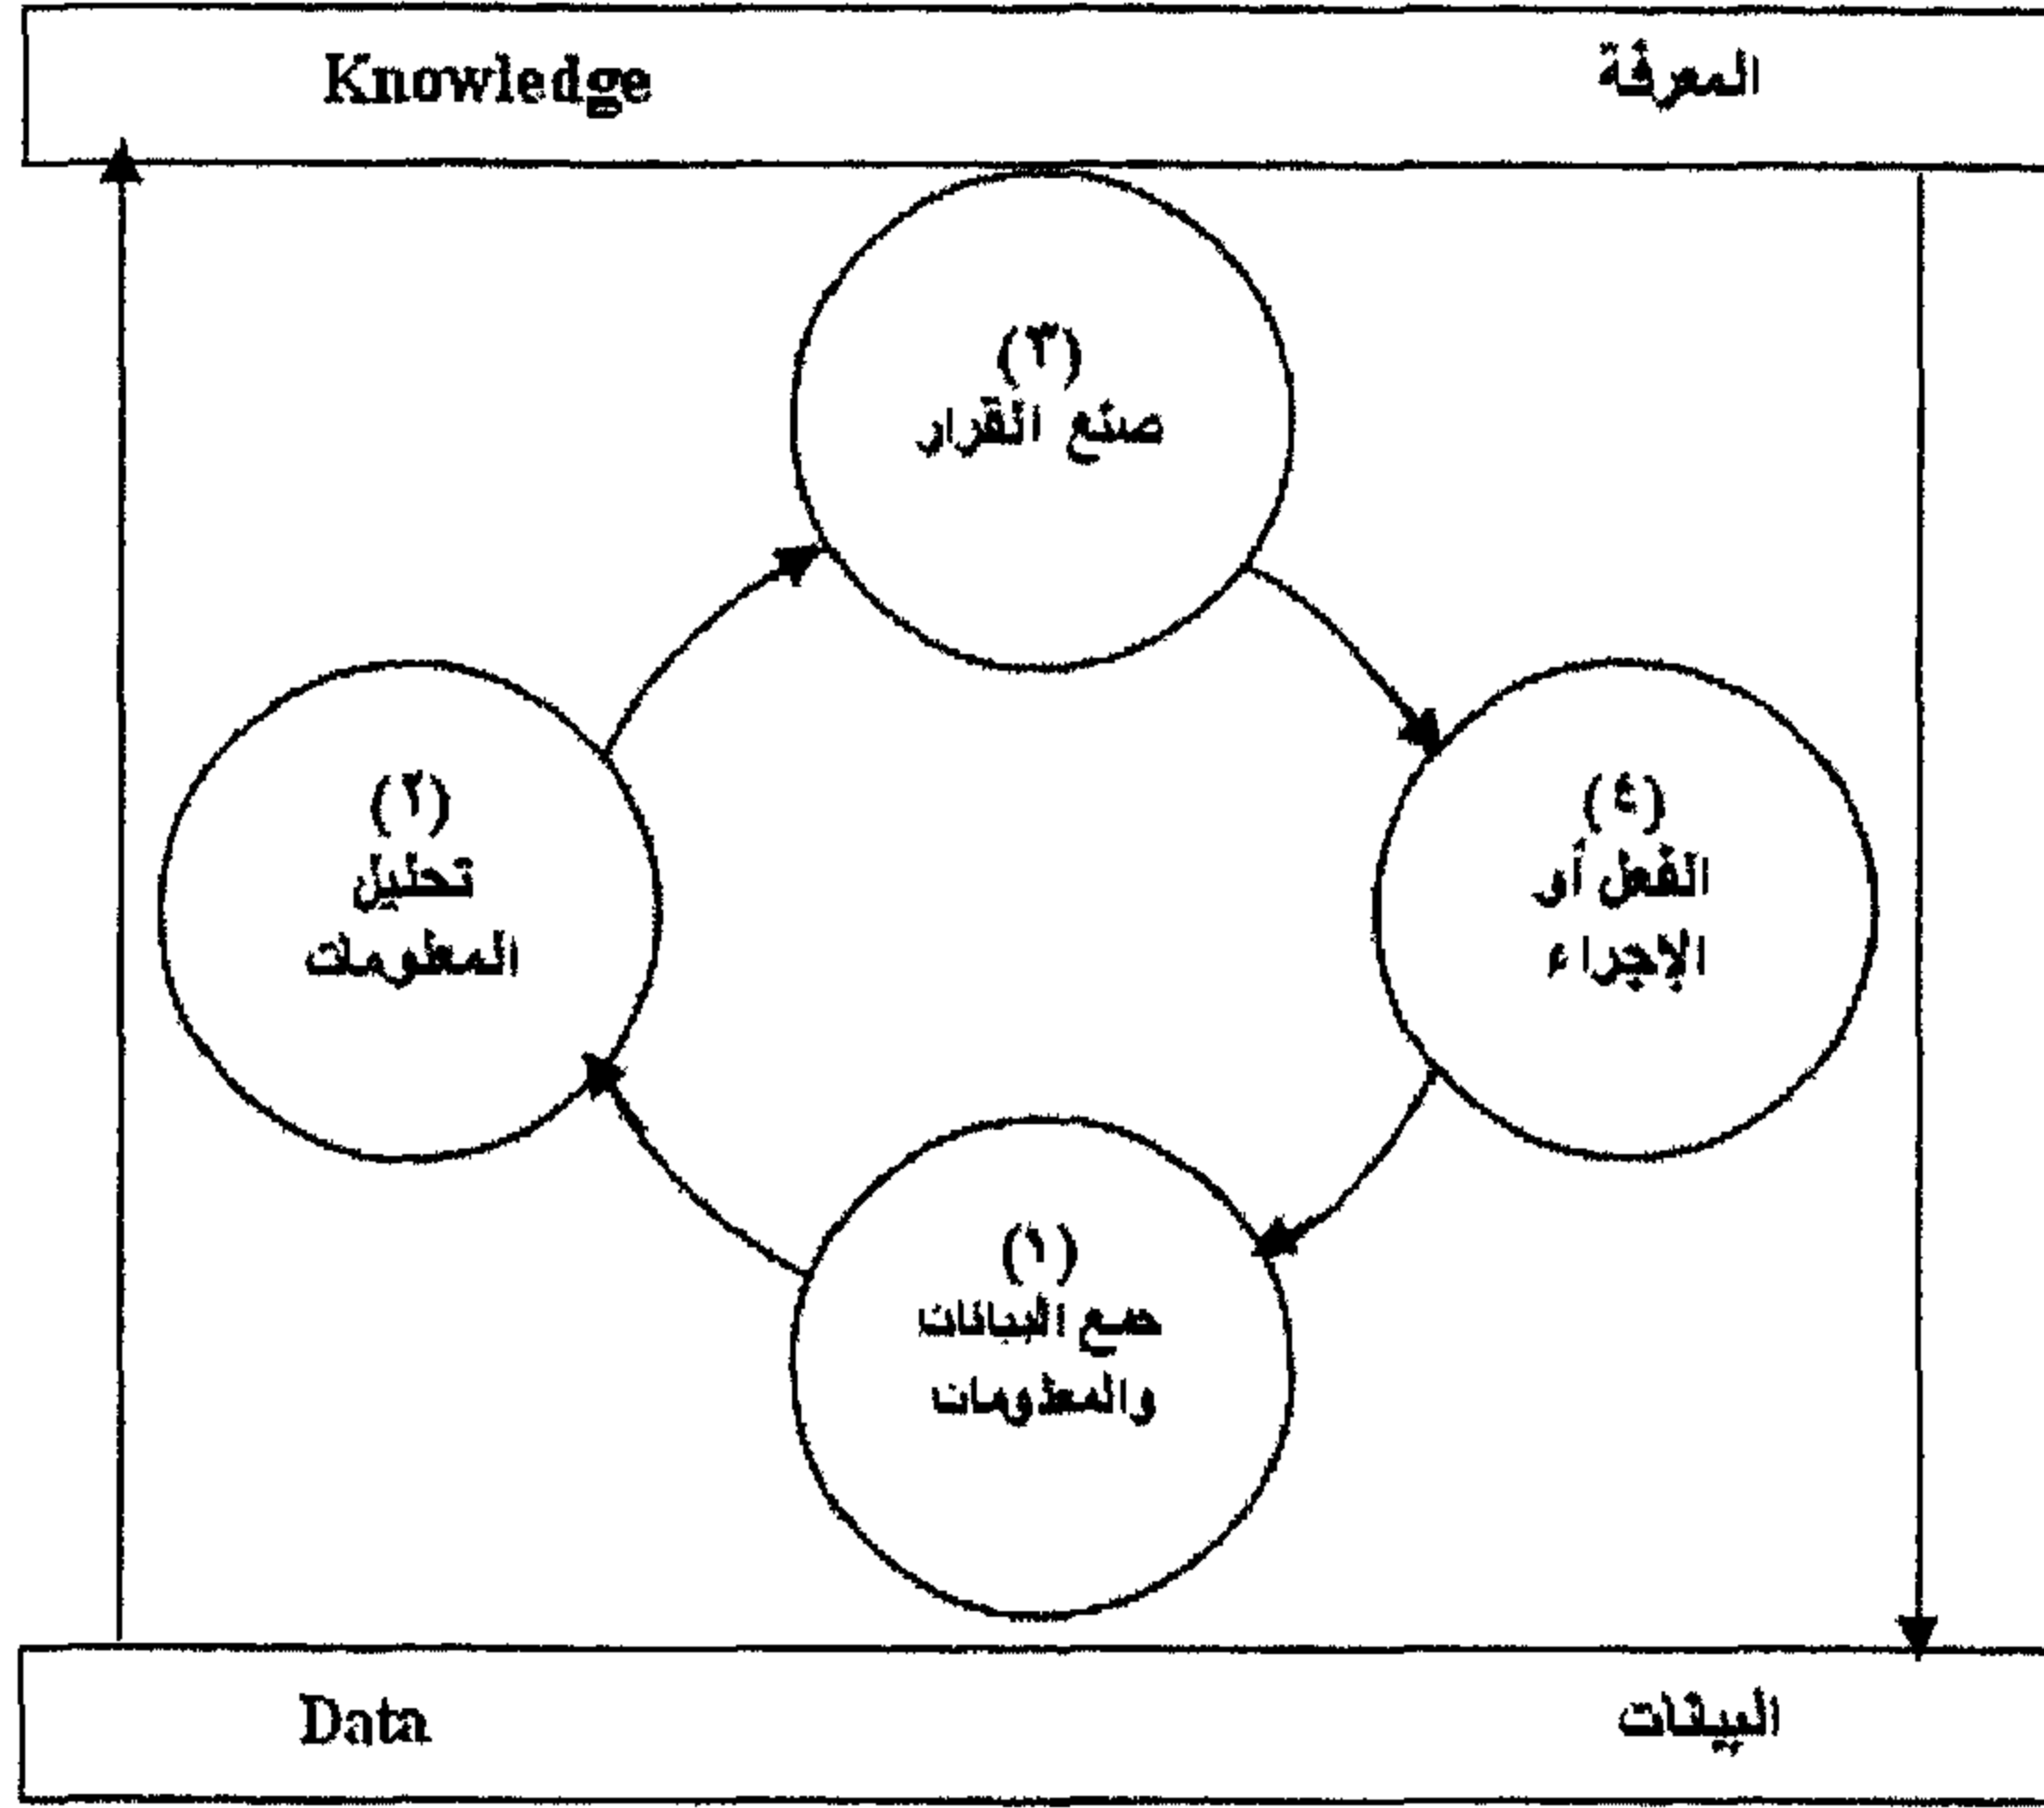 المعرفة Knowledge
(٣)
صنع القرار
(٢)
تحليل
المعلومات
(٤)
الفعل أو
الإجراء
(١)
جمع البيانات
والمعلومات
البيانات Data